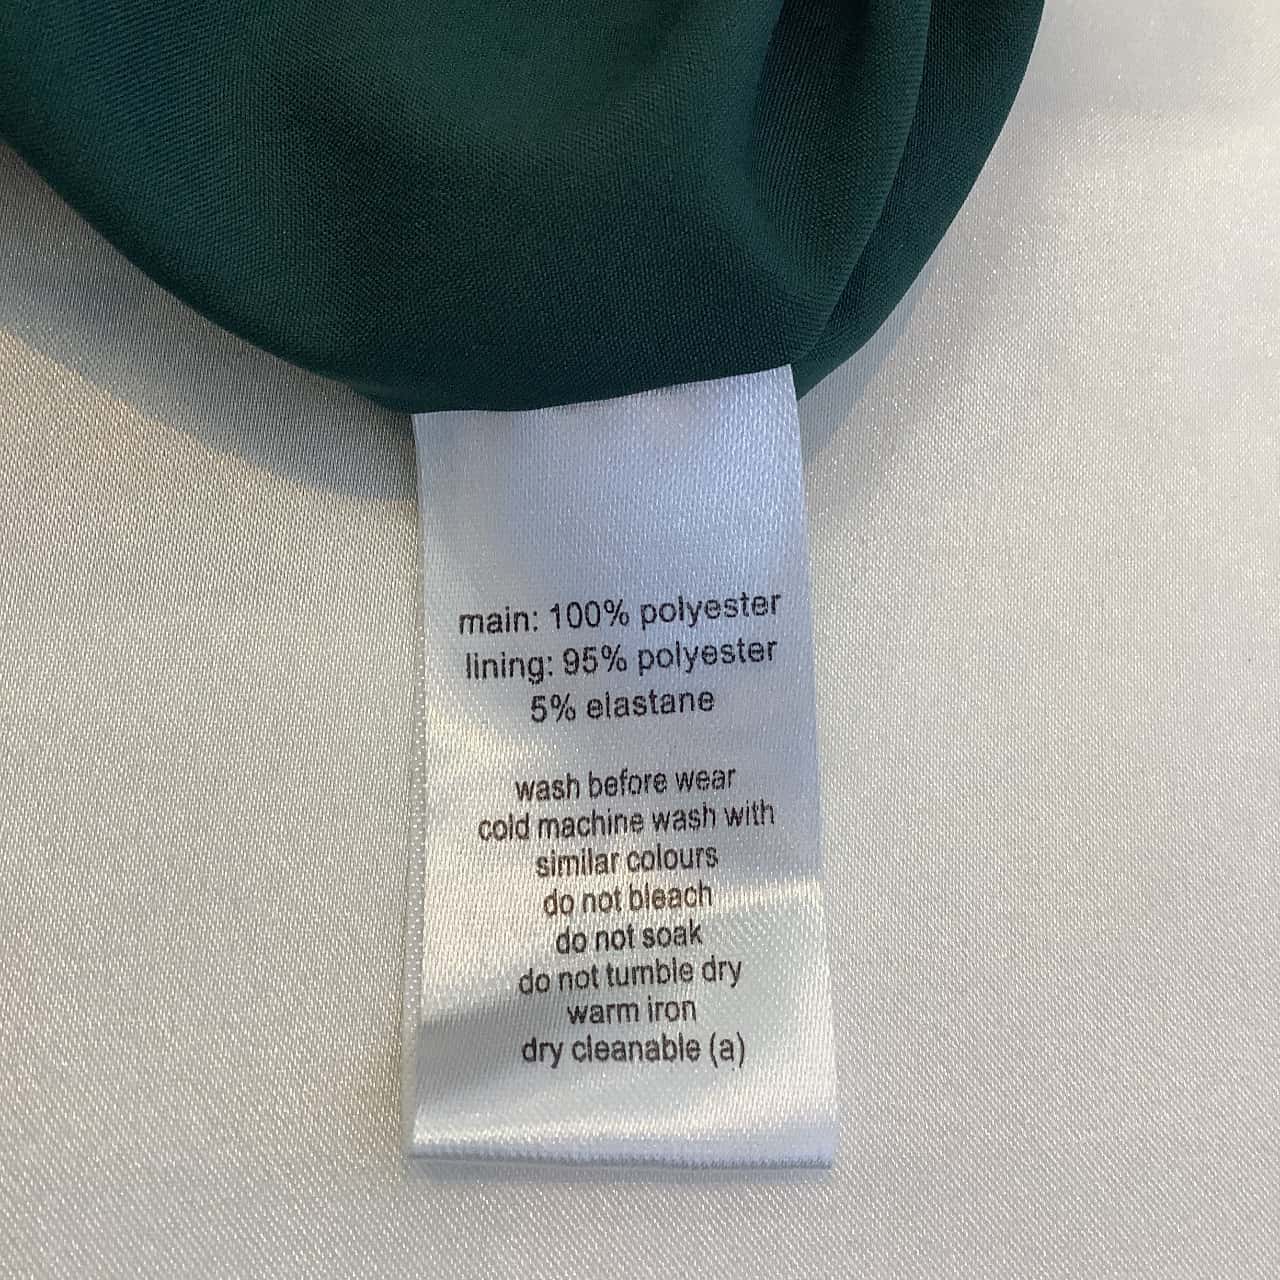 main: 100% polyester
lining: 95% polyester
5% elastane
wash before wear
cold machine wash with
similar colours
do not bleach
do not soak
do not tumble dry
warm iron
dry cleanable (a)